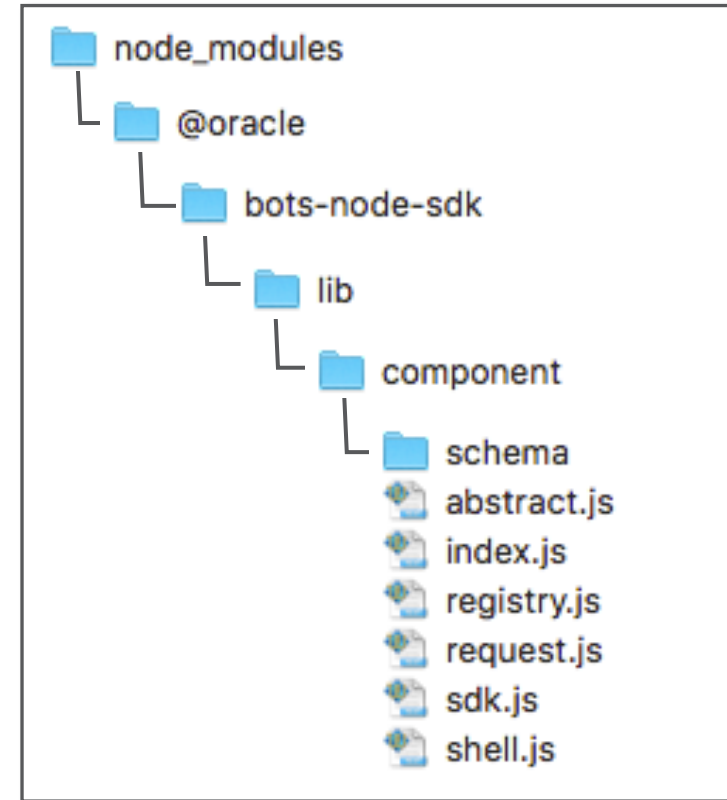 node_modules
@oracle
bots-node-sdk
lib
component
schema
abstract.js
index.js
registry.js
request.js
sdk.js
shell.js